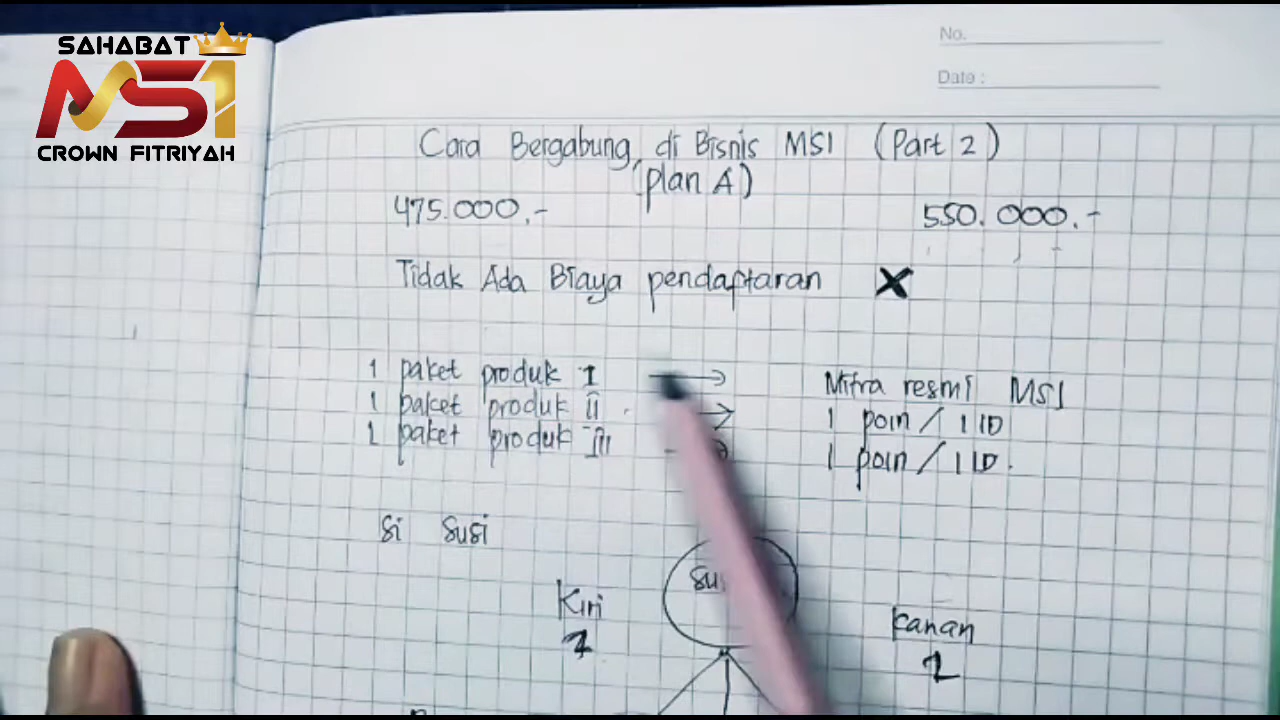 SAHABAT
MS1
CROWN FITRIYAH
No.
Date :
Cara Bergabung di Bisnis MSI (Part 2)
(plan A)
475.000.- 550.000.-
Tidak Ada Biaya pendaptaran X
1 paket produk I → Mitra resmi MSI
1 paket produk II → 1 poin / 1 ID
1 paket produk III → 1 poin / 1 ID.
Si Susi
Kiri
1
kanan
1